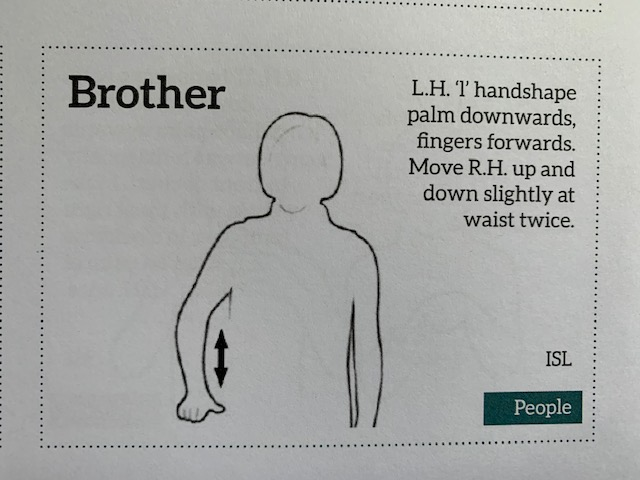 Brother
L.H. ‘l’ handshape
palm downwards,
fingers forwards.
Move R.H. up and
down slightly at
waist twice.
ISL
People